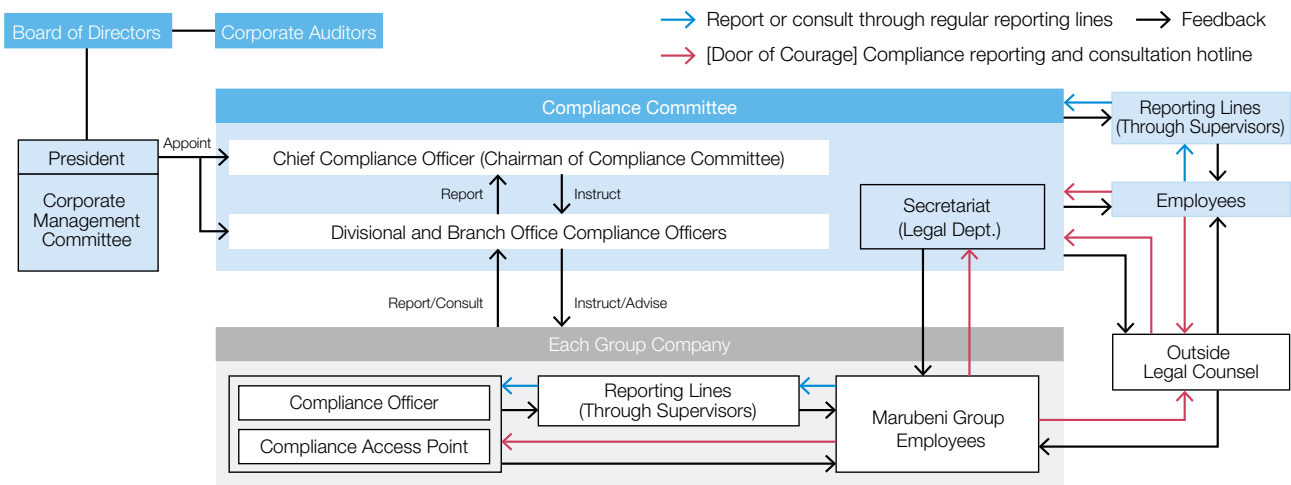 Board of Directors
Corporate Auditors
Report or consult through regular reporting lines
Feedback
[Door of Courage] Compliance reporting and consultation hotline
Compliance Committee
Reporting Lines
(Through Supervisors)
President
Appoint
Chief Compliance Officer (Chairman of Compliance Committee)
Corporate
Management
Committee
Report
Instruct
Secretariat
(Legal Dept.)
Employees
Divisional and Branch Office Compliance Officers
Report/Consult
Instruct/Advise
Each Group Company
Outside
Legal Counsel
Compliance Officer
Reporting Lines
(Through Supervisors)
Marubeni Group
Employees
Compliance Access Point